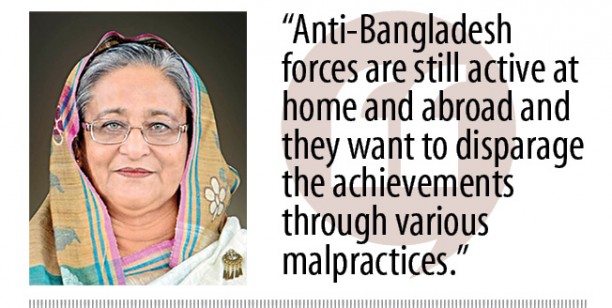 “Anti-Bangladesh
forces are still active at
home and abroad and
they want to disparage
the achievements
through various
malpractices.”